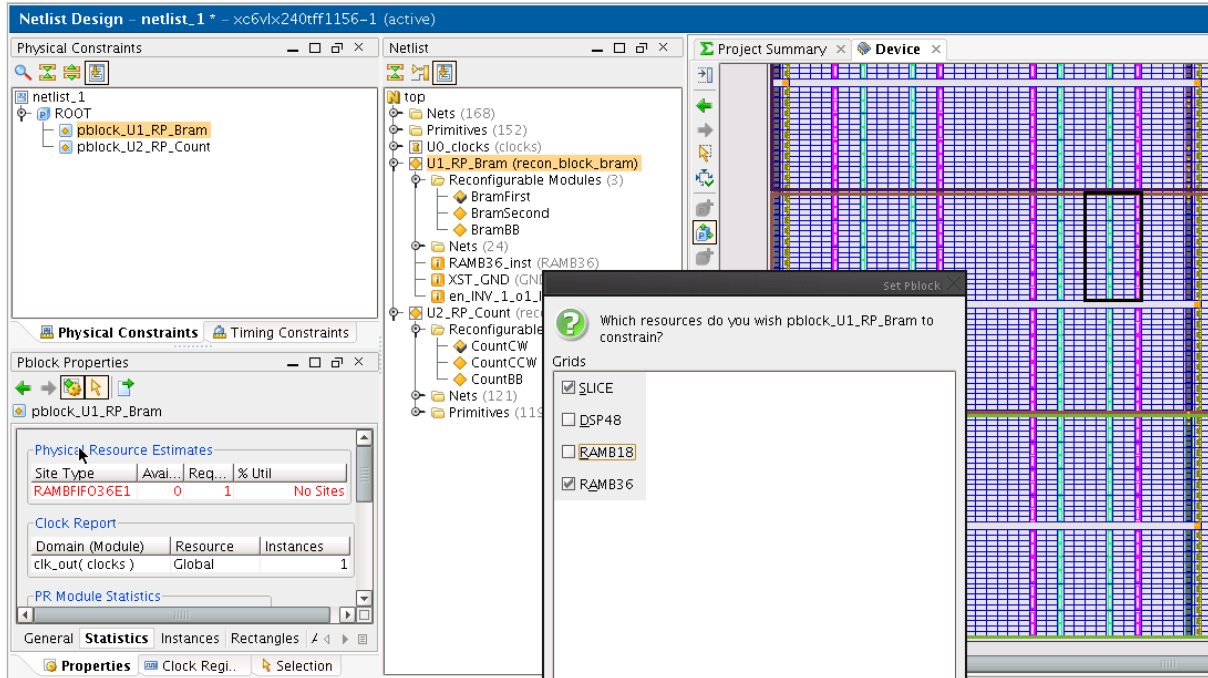 Netlist Design - netlist_1 * - xc6vlx240tff1156-1 (active)
Physical Constraints
netlist_1
ROOT
pblock_U1_RP_Bram
pblock_U2_RP_Count
Physical Constraints
Timing Constraints
Pblock Properties
pblock_U1_RP_Bram
Physical Resource Estimates
Site Type Avai... Req... % Util
RAMBFIFO36E1 0 1 No Sites
Clock Report
Domain (Module) Resource Instances
clk_out( clocks ) Global 1
PR Module Statistics
General Statistics Instances Rectangles
Properties Clock Regi.. Selection
Netlist
top
Nets (168)
Primitives (152)
U0_clocks (clocks)
U1_RP_Bram (recon_block_bram)
Reconfigurable Modules (3)
BramFirst
BramSecond
BramBB
Nets (24)
RAMB36_inst (RAMB36)
XST_GND (GN
en_INV_1_o1_
U2_RP_Count (rec
Reconfigurable
CountCW
CountCCW
CountBB
Nets (121)
Primitives (119
Project Summary
Device
Set Pblock
Which resources do you wish pblock_U1_RP_Bram to
constrain?
Grids
SLICE
DSP48
RAMB18
RAMB36